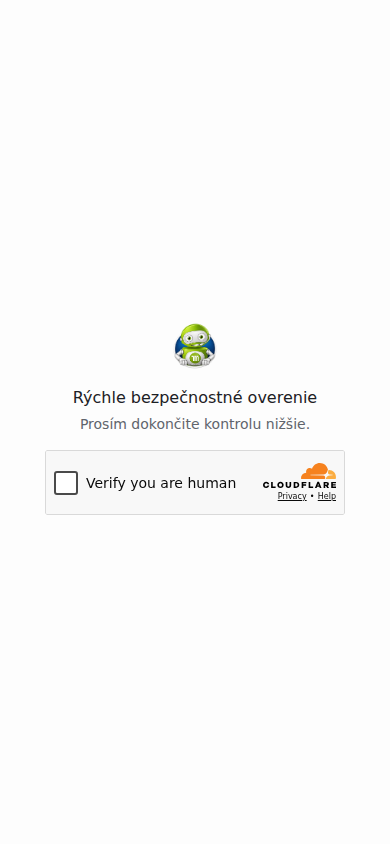 Rýchle bezpečnostné overenie
Prosím dokončite kontrolu nižšie.
Verify you are human
CLOUDFLARE
Privacy • Help